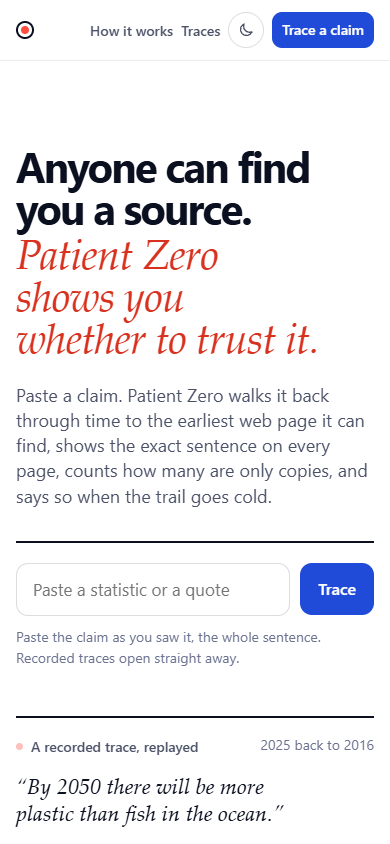 How it works Traces Trace a claim
Anyone can find
you a source.
Patient Zero
shows you
whether to trust it.
Paste a claim. Patient Zero walks it back
through time to the earliest web page it can
find, shows the exact sentence on every
page, counts how many are only copies, and
says so when the trail goes cold.
Paste a statistic or a quote Trace
Paste the claim as you saw it, the whole sentence.
Recorded traces open straight away.
A recorded trace, replayed 2025 back to 2016
“By 2050 there will be more
plastic than fish in the ocean.”